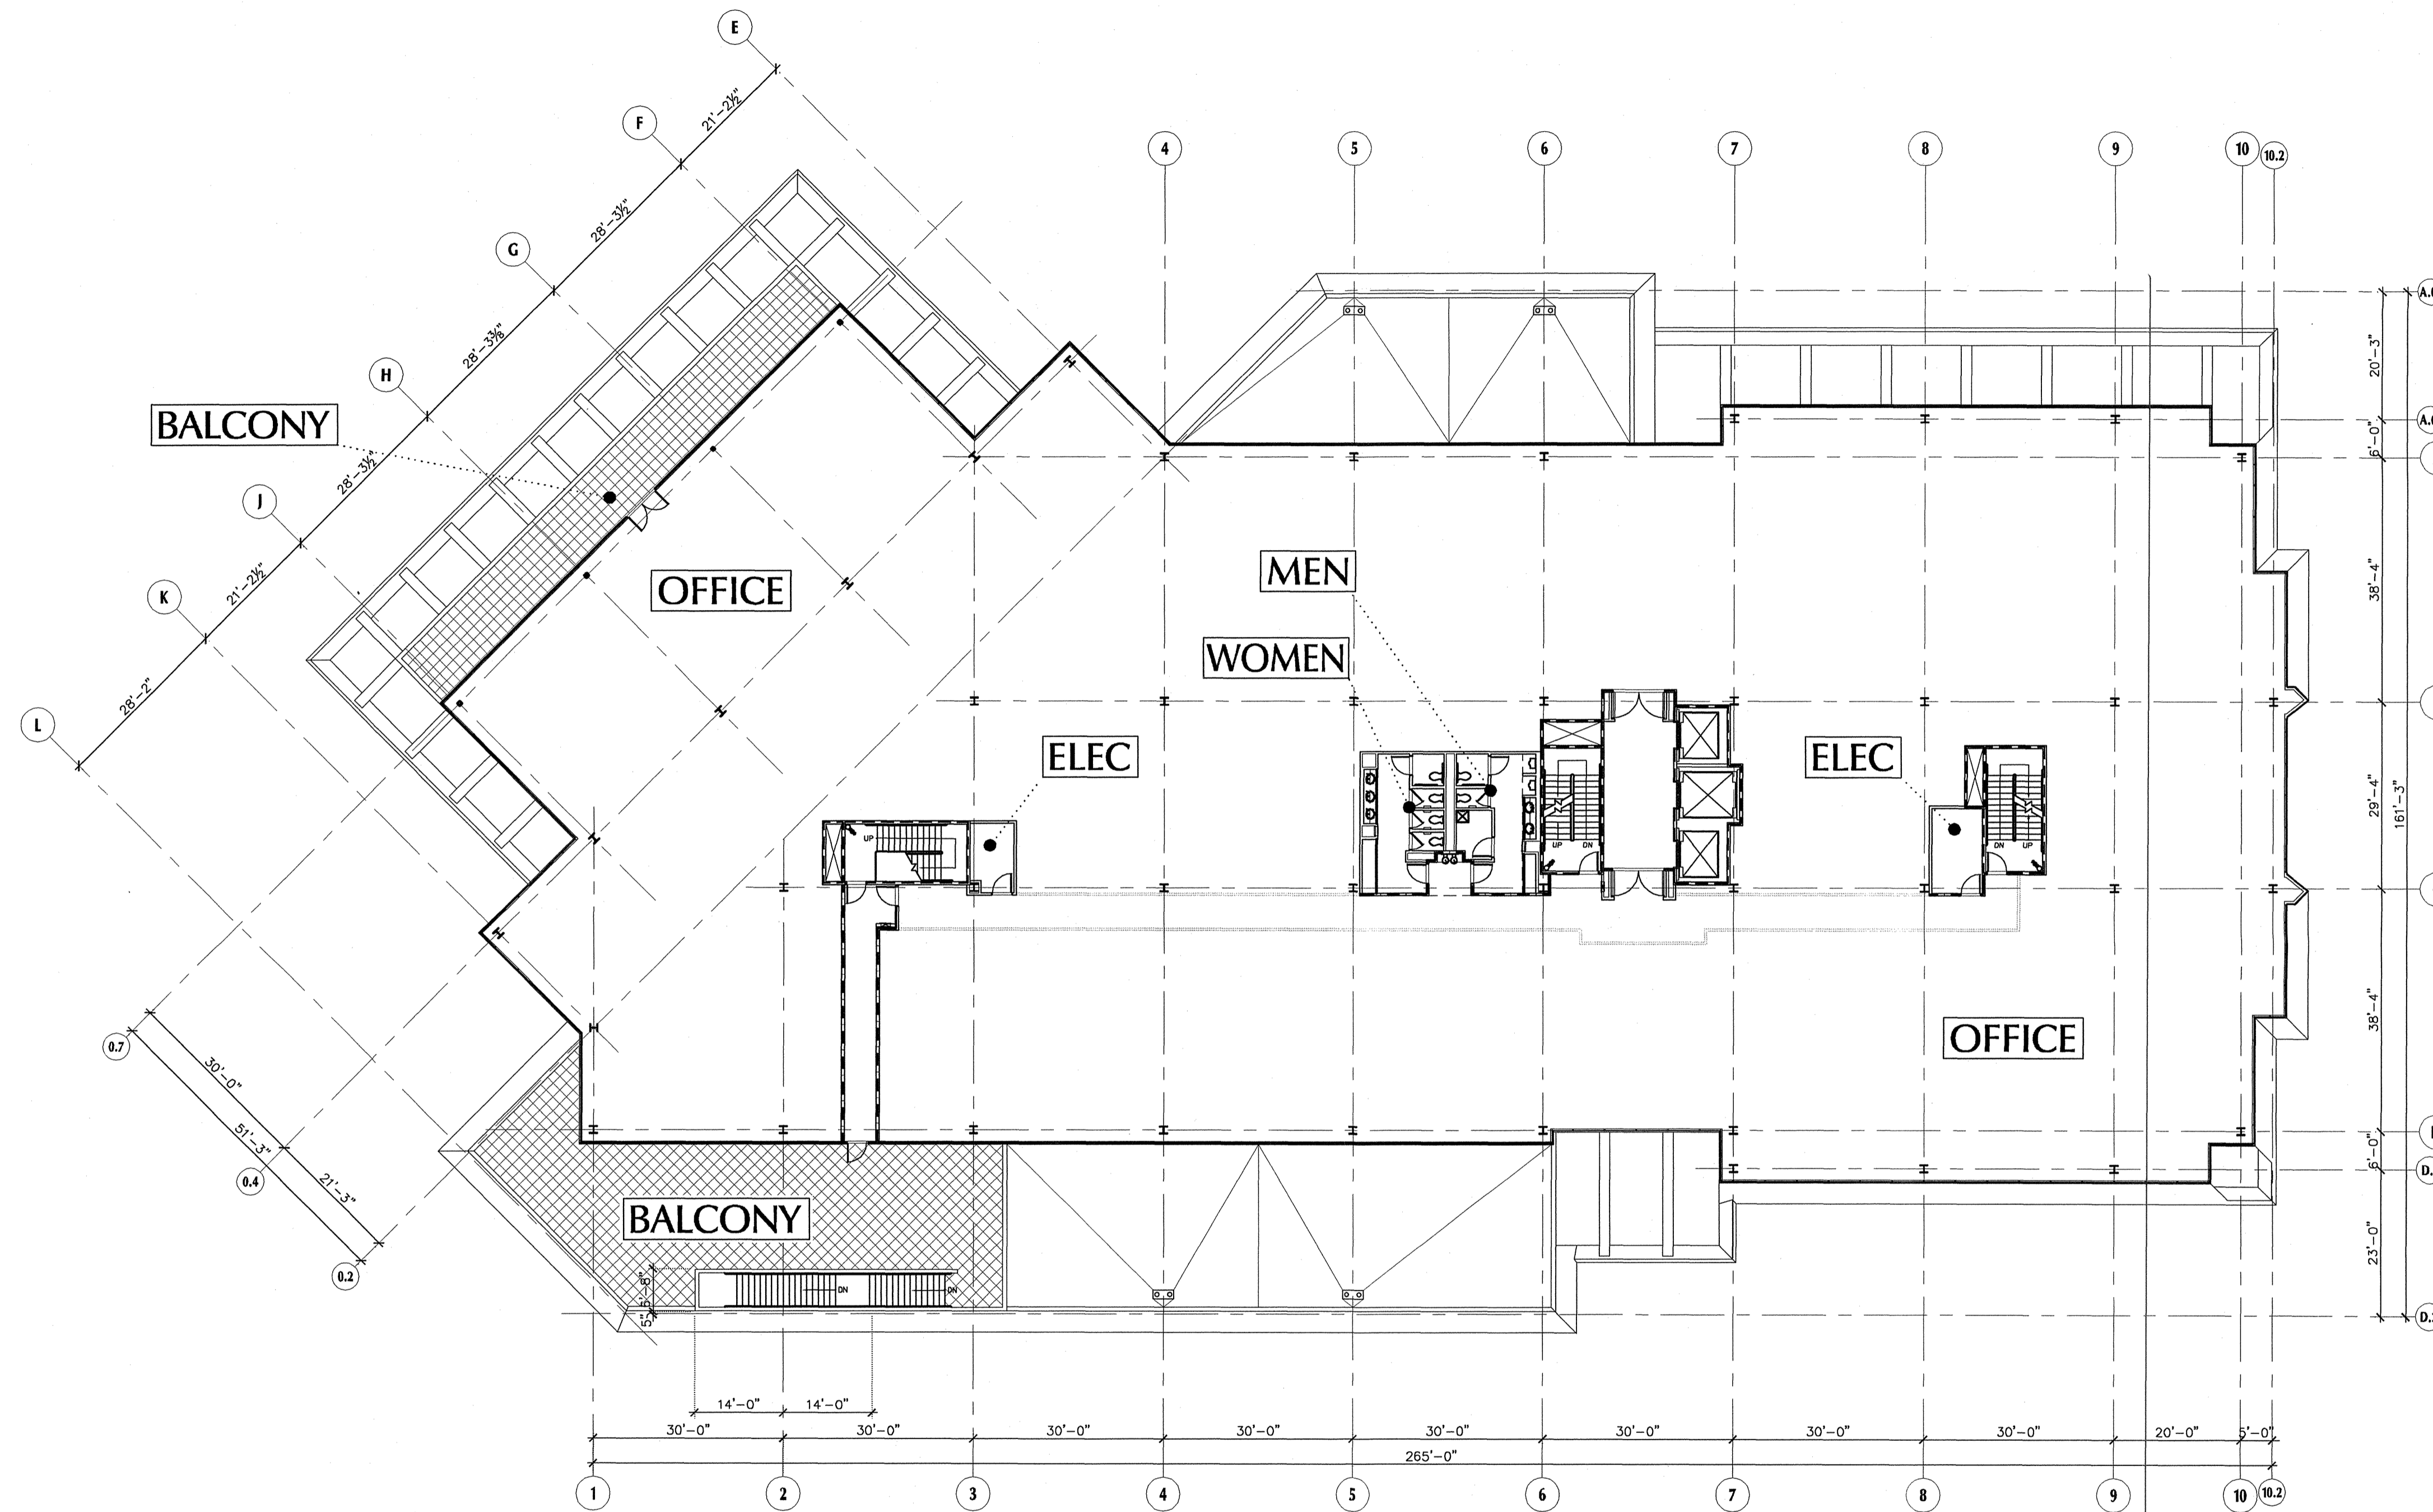 E
F
G
H
J
K
L
21'-2½"
28'-3½"
28'-3⅜"
28'-3½"
21'-2½"
28'-2"
4
5
6
7
8
9
10
10.2
20'-3"
6'-0"
38'-4"
29'-4"
161'-3"
38'-4"
6'-0"
23'-0"
BALCONY
OFFICE
MEN
WOMEN
ELEC
ELEC
UP
UP
DN
DN
UP
OFFICE
0.7
30'-0"
51'-3"
0.4
21'-3"
0.2
BALCONY
DN
DN
14'-0"
14'-0"
30'-0"
30'-0"
30'-0"
30'-0"
30'-0"
30'-0"
30'-0"
30'-0"
20'-0"
5'-0"
265'-0"
1
2
3
4
5
6
7
8
9
10
10.2